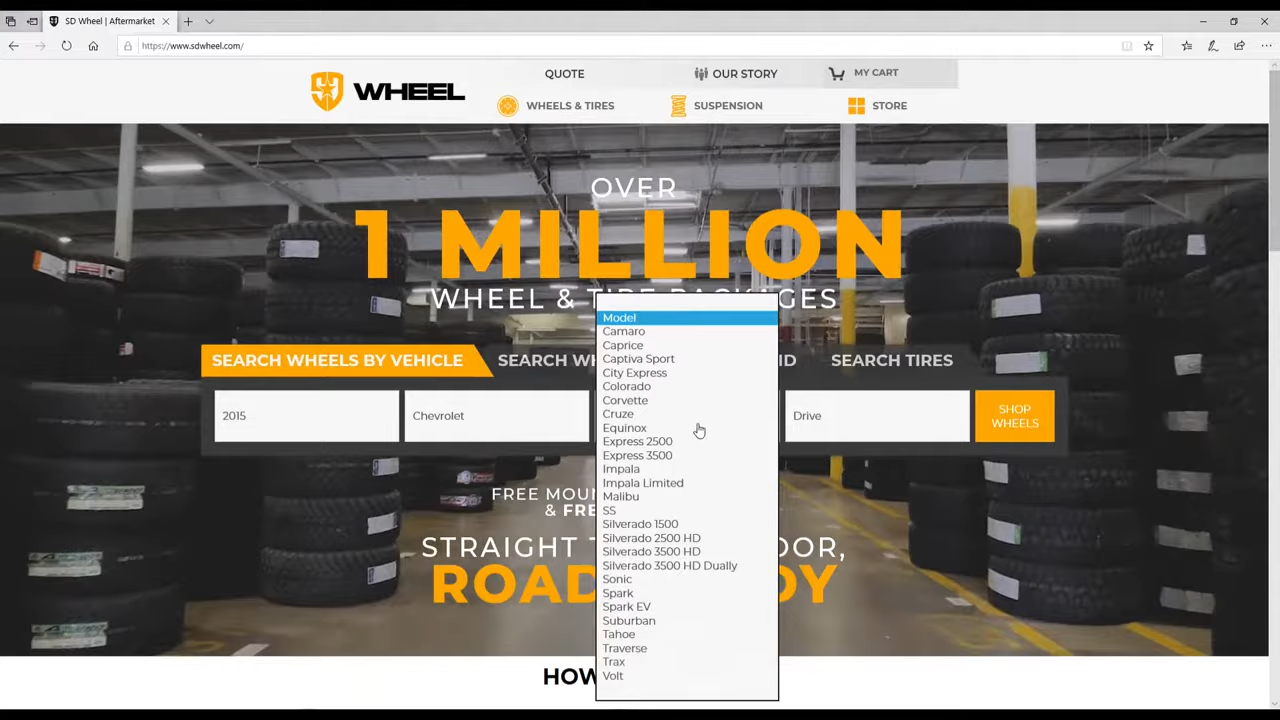 SD Wheel | Aftermarket
https://www.sdwheel.com/
WHEEL
QUOTE
OUR STORY
MY CART
WHEELS & TIRES
SUSPENSION
STORE
OVER
1 MILLION
WHEEL & TIRE PACKAGES
SEARCH WHEELS BY VEHICLE
SEARCH WH
ID
SEARCH TIRES
2015
Chevrolet
Drive
SHOP
WHEELS
Model
Camaro
Caprice
Captiva Sport
City Express
Colorado
Corvette
Cruze
Equinox
Express 2500
Express 3500
Impala
Impala Limited
Malibu
SS
Silverado 1500
Silverado 2500 HD
Silverado 3500 HD
Silverado 3500 HD Dually
Sonic
Spark
Spark EV
Suburban
Tahoe
Traverse
Trax
Volt
FREE MOUN
& FRE
STRAIGHT T OOR,
ROAD DY
HOW